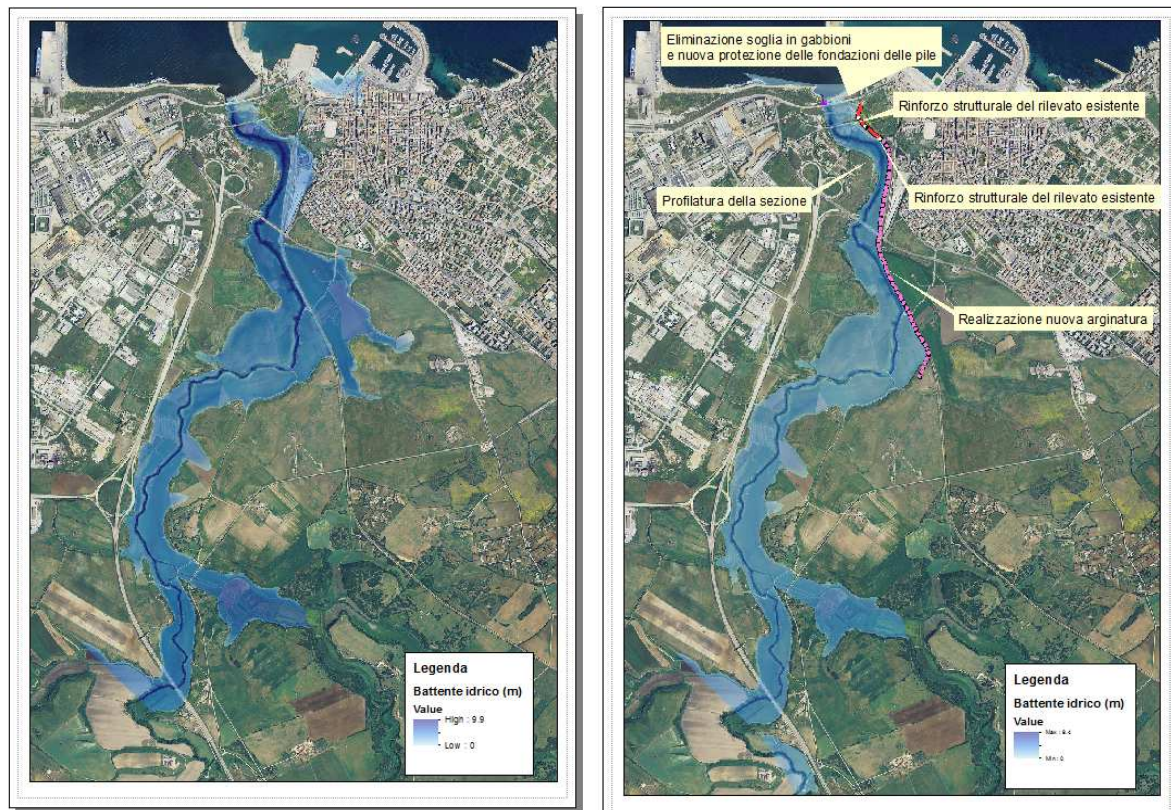 Legenda
Battente idrico (m)
Value
High : 9.9
Low : 0
Eliminazione soglia in gabbioni
e nuova protezione delle fondazioni delle pile
Rinforzo strutturale del rilevato esistente
Profilatura della sezione
Rinforzo strutturale del rilevato esistente
Realizzazione nuova arginatura
Legenda
Battente idrico (m)
Value